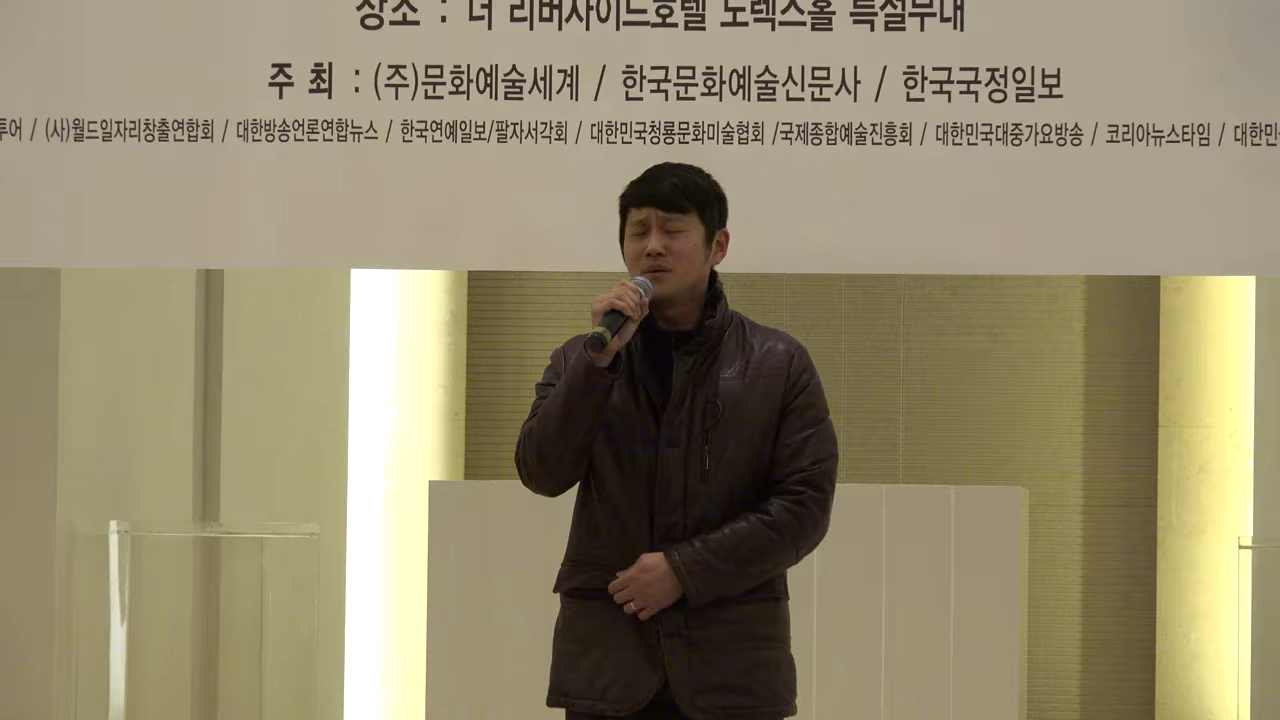 장소 : 더 리버사이드호텔 노벨스홀 특설무대
주 최 : (주)문화예술세계 / 한국문화예술신문사 / 한국국정일보
투어 / (사)월드일자리창출연합회 / 대한방송언론연합뉴스 / 한국연예일보/팔자서각회 / 대한민국청룡문화미술협회 /국제종합예술진흥회 / 대한민국대중가요방송 / 코리아뉴스타임 / 대한민